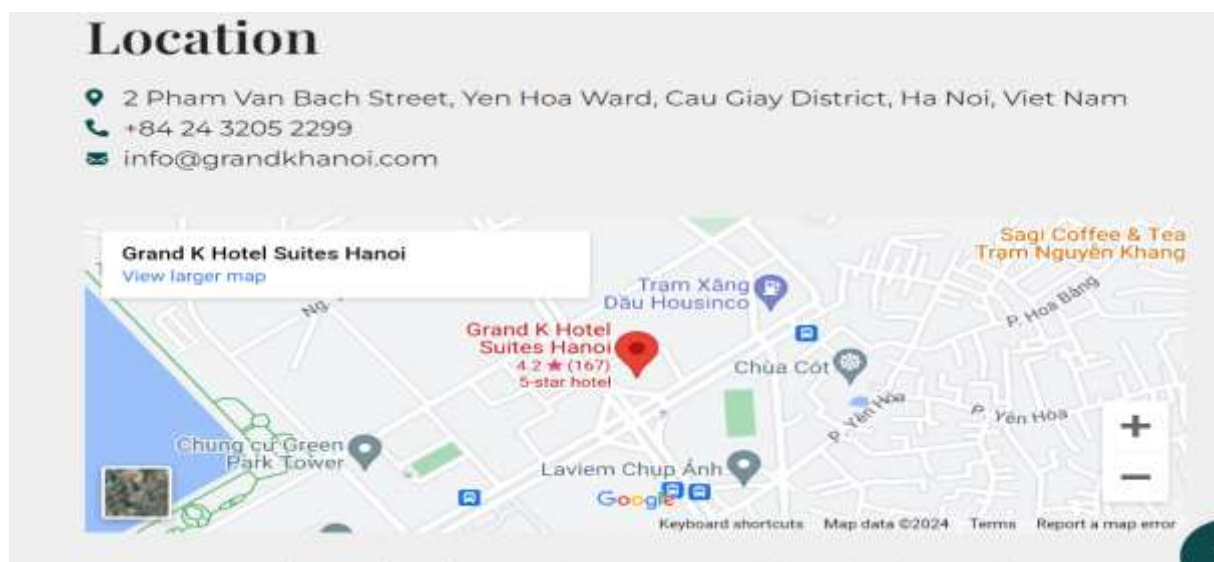 Location
2 Pham Van Bach Street, Yen Hoa Ward, Cau Giay District, Ha Noi, Viet Nam
+84 24 3205 2299
info@grandkhanoi.com
Grand K Hotel Suites Hanoi
View larger map
Sagi Coffee & Tea
Trạm Nguyên Khang
Trạm Xăng
Dầu Housinco
P. Hoa Bằng
Ng.
Grand K Hotel
Suites Hanoi
4.2 ★ (167)
5-star hotel
Chùa Cót
P. Yên Hòa
P. Yên Hòa
Chung cư Green
Park Tower
Laviem Chụp Ảnh
Google
Keyboard shortcuts Map data ©2024 Terms Report a map error